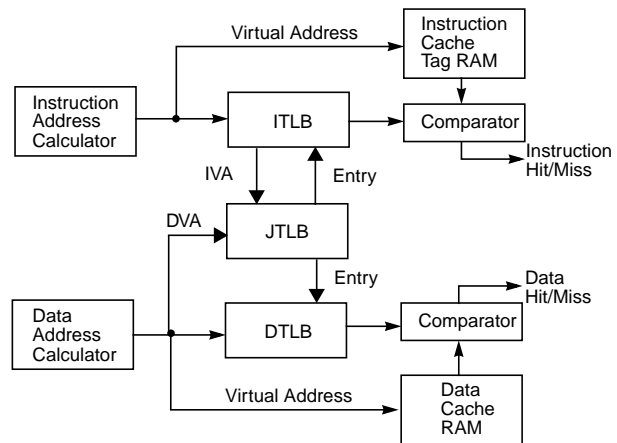 Virtual Address
Instruction
Cache
Tag RAM
Instruction
Address
Calculator
ITLB
Comparator
Instruction
Hit/Miss
IVA
Entry
DVA
JTLB
Entry
Data
Hit/Miss
Data
Address
Calculator
DTLB
Comparator
Virtual Address
Data
Cache
RAM